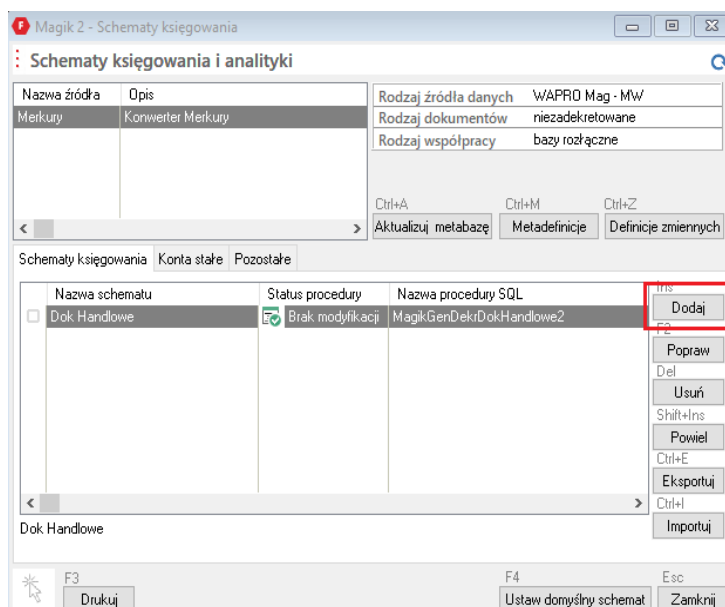 Magik 2 - Schematy księgowania
Schematy księgowania i analityki
Nazwa źródła Opis
Merkury Konwerter Merkury
Rodzaj źródła danych WAPRO Mag - MW
Rodzaj dokumentów niezadekretowane
Rodzaj współpracy bazy rozłączne
Ctrl+A Ctrl+M Ctrl+Z
Aktualizuj metabazę Metadefinicje Definicje zmiennych
Schematy księgowania Konta stałe Pozostałe
Nazwa schematu Status procedury Nazwa procedury SQL
Dok Handlowe Brak modyfikacji MagikGenDekrDokHandlowe2
Ins
Dodaj
F2
Popraw
Del
Usuń
Shift+Ins
Powiel
Ctrl+E
Eksportuj
Ctrl+I
Importuj
Dok Handlowe
F3 F4 Esc
Drukuj Ustaw domyślny schemat Zamknij